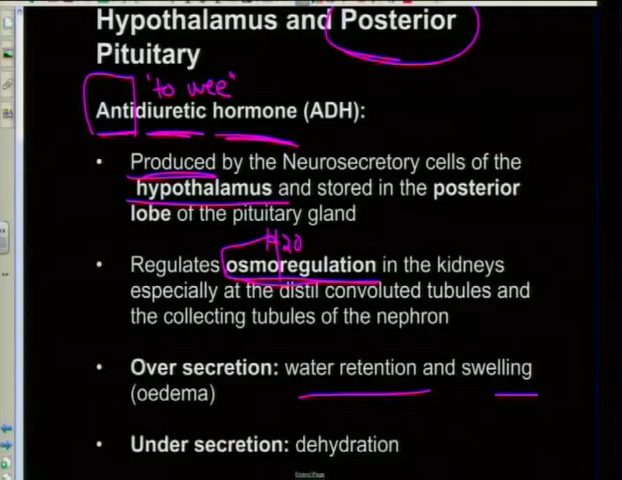 Hypothalamus and Posterior
Pituitary
"to wee"
Antidiuretic hormone (ADH):
• Produced by the Neurosecretory cells of the
hypothalamus and stored in the posterior
lobe of the pituitary gland
H20
• Regulates osmoregulation in the kidneys
especially at the distil convoluted tubules and
the collecting tubules of the nephron
• Over secretion: water retention and swelling
(oedema)
• Under secretion: dehydration